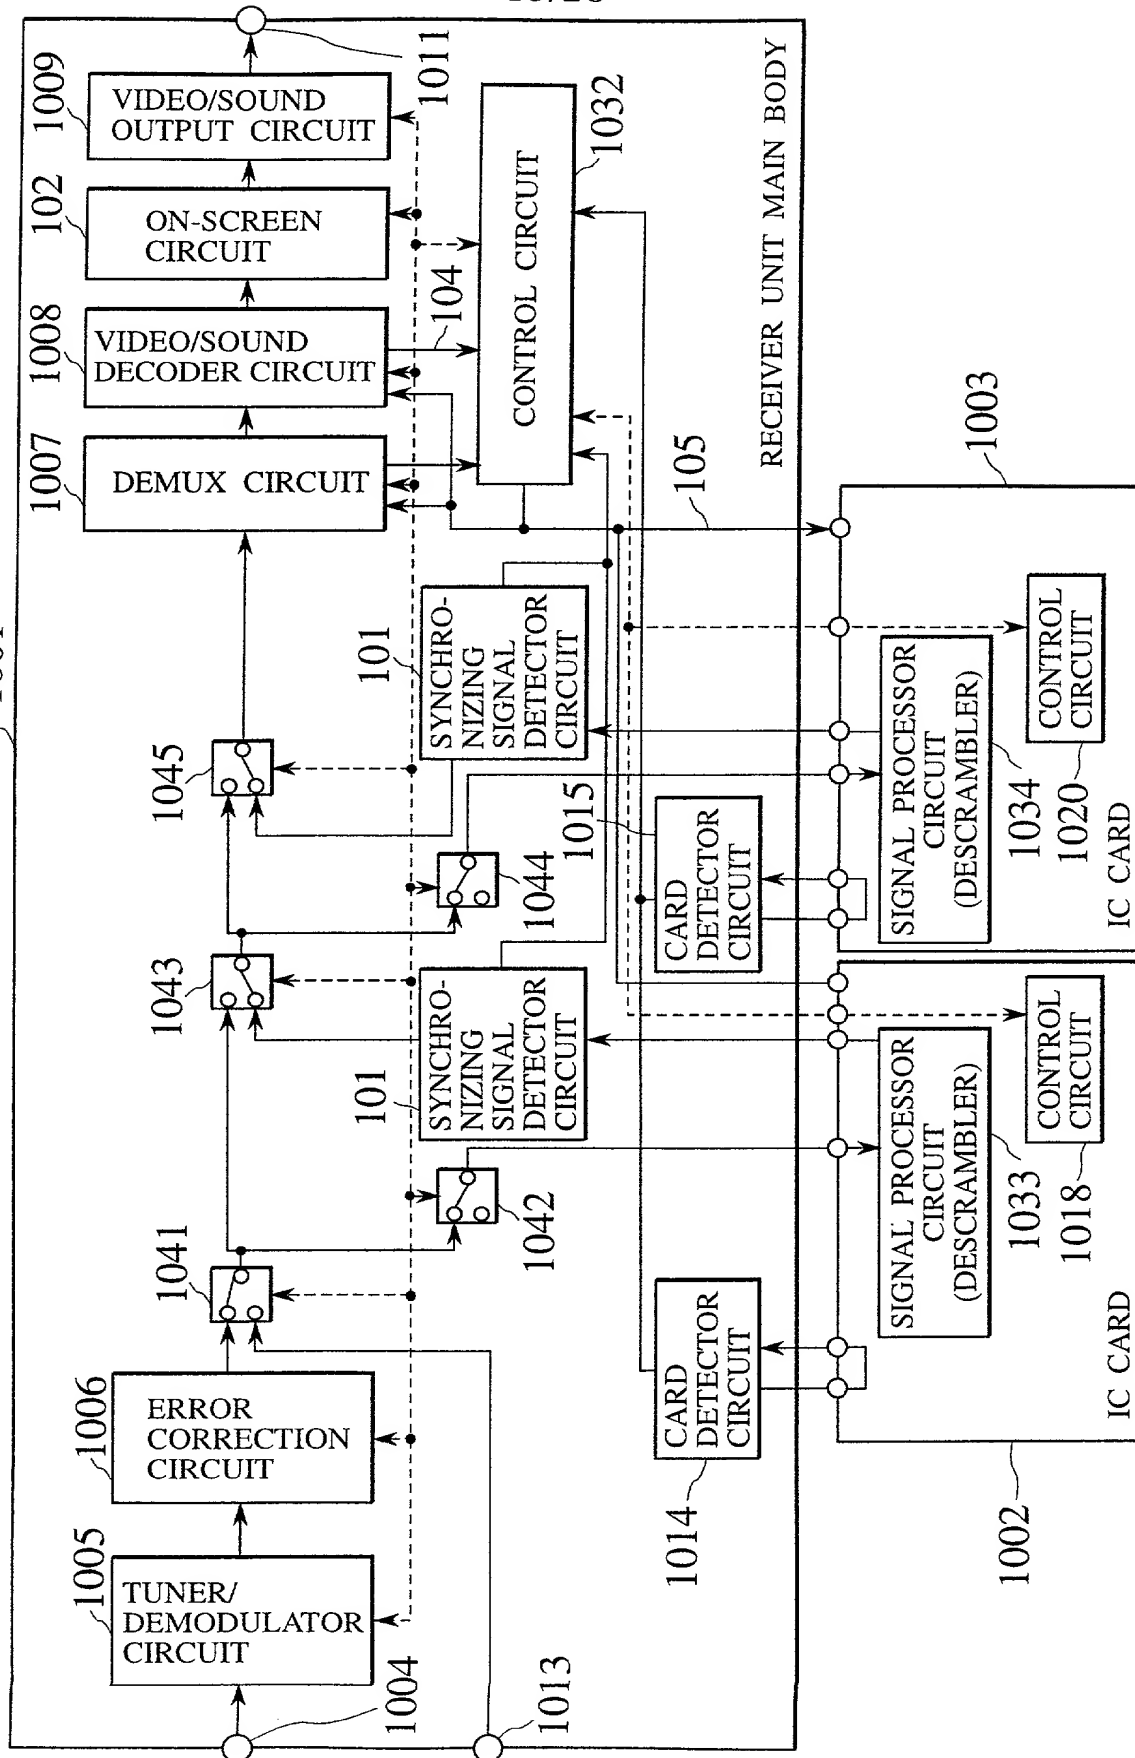 1009
VIDEO/SOUND
OUTPUT CIRCUIT
1011
102
ON-SCREEN
CIRCUIT
1008
VIDEO/SOUND
DECODER CIRCUIT
104
1007
DEMUX CIRCUIT
CONTROL CIRCUIT
1032
RECEIVER UNIT MAIN BODY
105
1003
101
SYNCHRO-
NIZING
SIGNAL
DETECTOR
CIRCUIT
1045
1044
1015
CARD
DETECTOR
CIRCUIT
SIGNAL PROCESSOR
CIRCUIT
(DESCRAMBLER)
1034
CONTROL
CIRCUIT
1020
IC CARD
1043
101
SYNCHRO-
NIZING
SIGNAL
DETECTOR
CIRCUIT
1042
1041
SIGNAL PROCESSOR
CIRCUIT
(DESCRAMBLER)
1033
CONTROL
CIRCUIT
1018
IC CARD
1002
1006
ERROR
CORRECTION
CIRCUIT
CARD
DETECTOR
CIRCUIT
1014
1005
TUNER/
DEMODULATOR
CIRCUIT
1004
1013